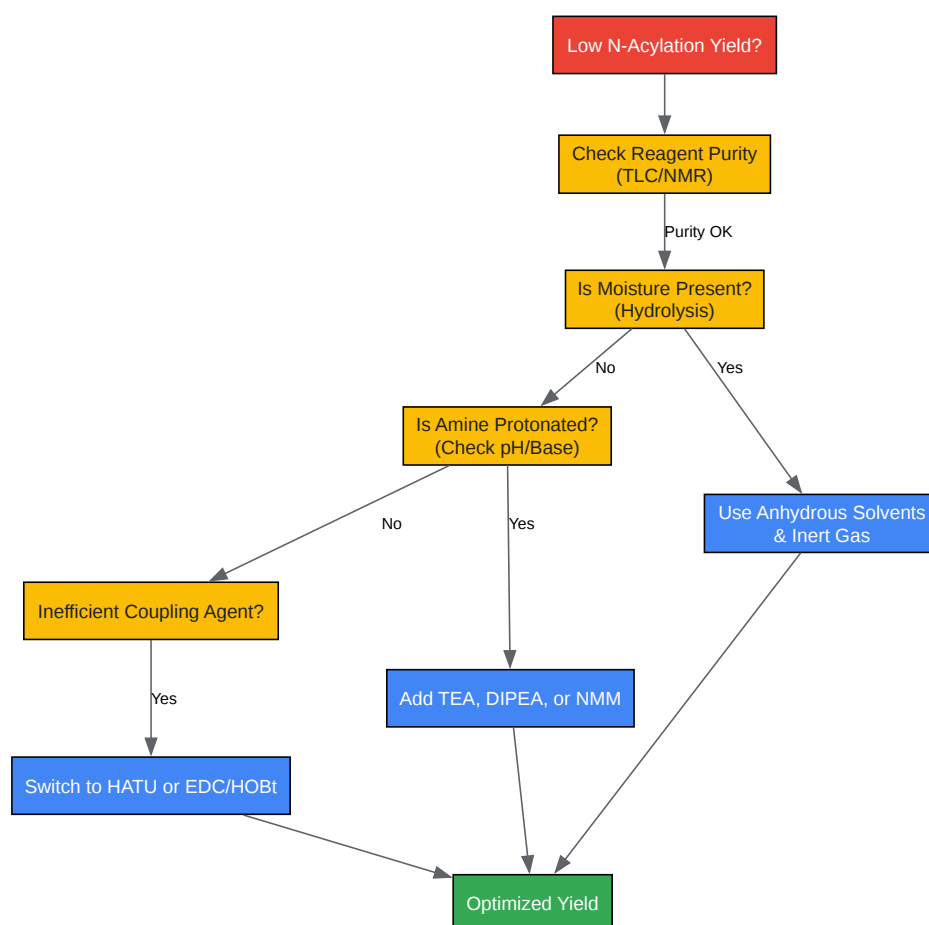 Low N-Acylation Yield?
Check Reagent Purity
(TLC/NMR)
Purity OK
Is Moisture Present?
(Hydrolysis)
No
Yes
Is Amine Protonated?
(Check pH/Base)
No
Yes
Use Anhydrous Solvents
& Inert Gas
Inefficient Coupling Agent?
Yes
Add TEA, DIPEA, or NMM
Switch to HATU or EDC/HOBt
Optimized Yield